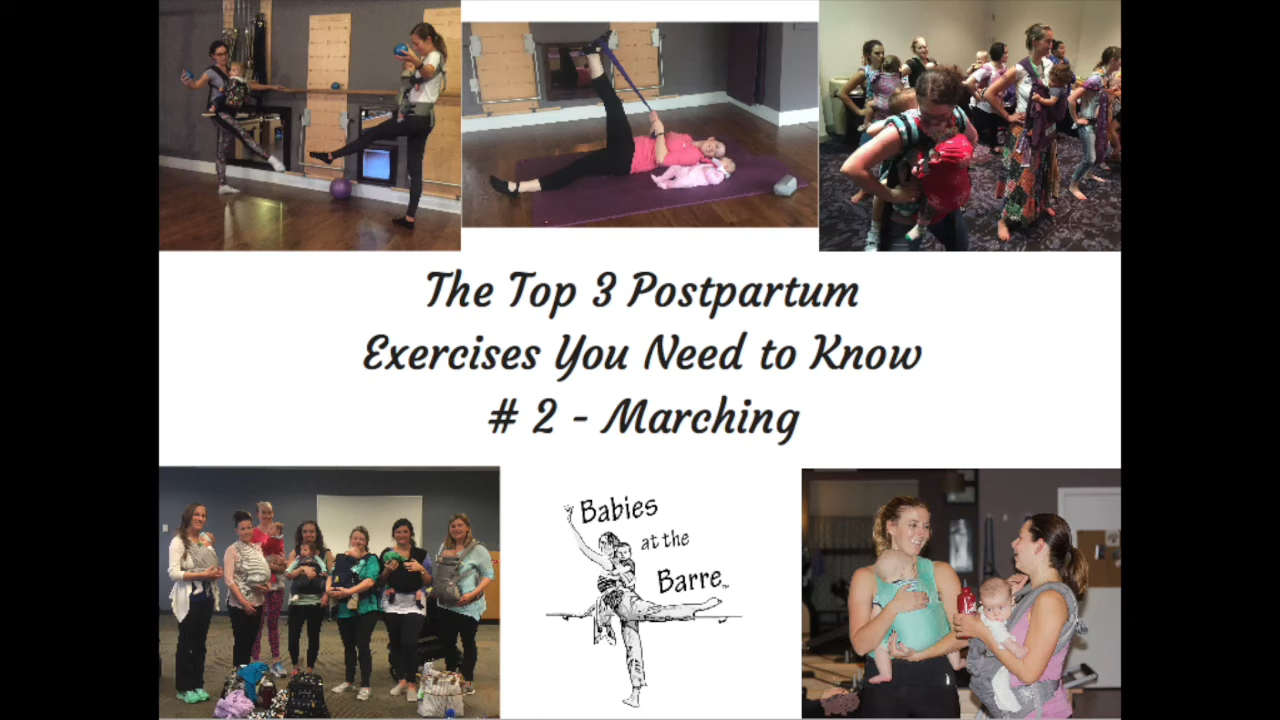 The Top 3 Postpartum
Exercises You Need to Know
# 2 - Marching
Babies
at the
Barre